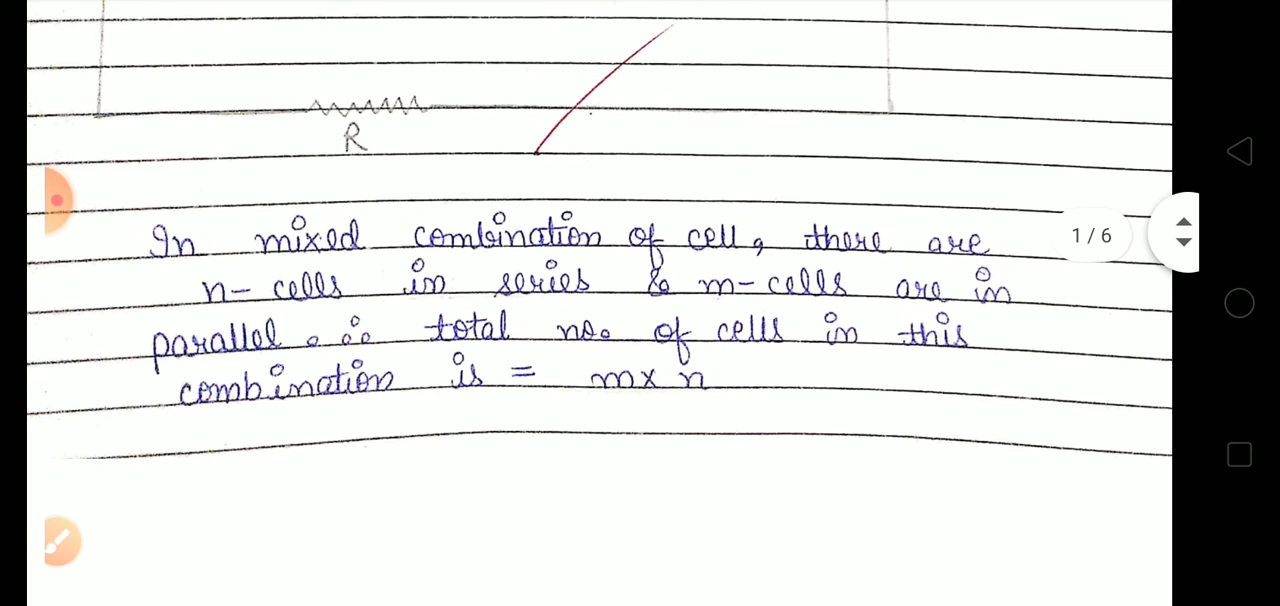 R
In mixed combination of cell, there are
1/6
n- cells in series & m- cells are in
parallel. ∴ total no. of cells in this
combination is = m x n